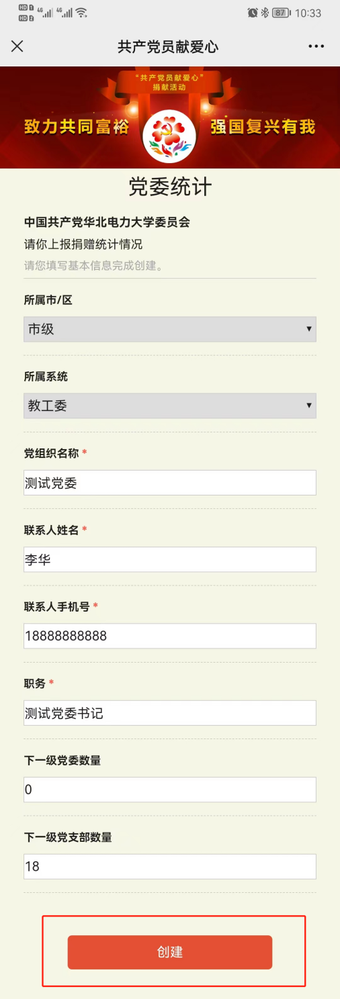 HD 1 4G 4G 87 10:33
HD 2
共产党员献爱心
“共产党员献爱心”
捐献活动
致力共同富裕 强国复兴有我
党委统计
中国共产党华北电力大学委员会
请你上报捐赠统计情况
请您填写基本信息完成创建。
所属市/区
市级
所属系统
教工委
党组织名称 *
测试党委
联系人姓名 *
李华
联系人手机号 *
18888888888
职务 *
测试党委书记
下一级党委数量
0
下一级党支部数量
18
创建